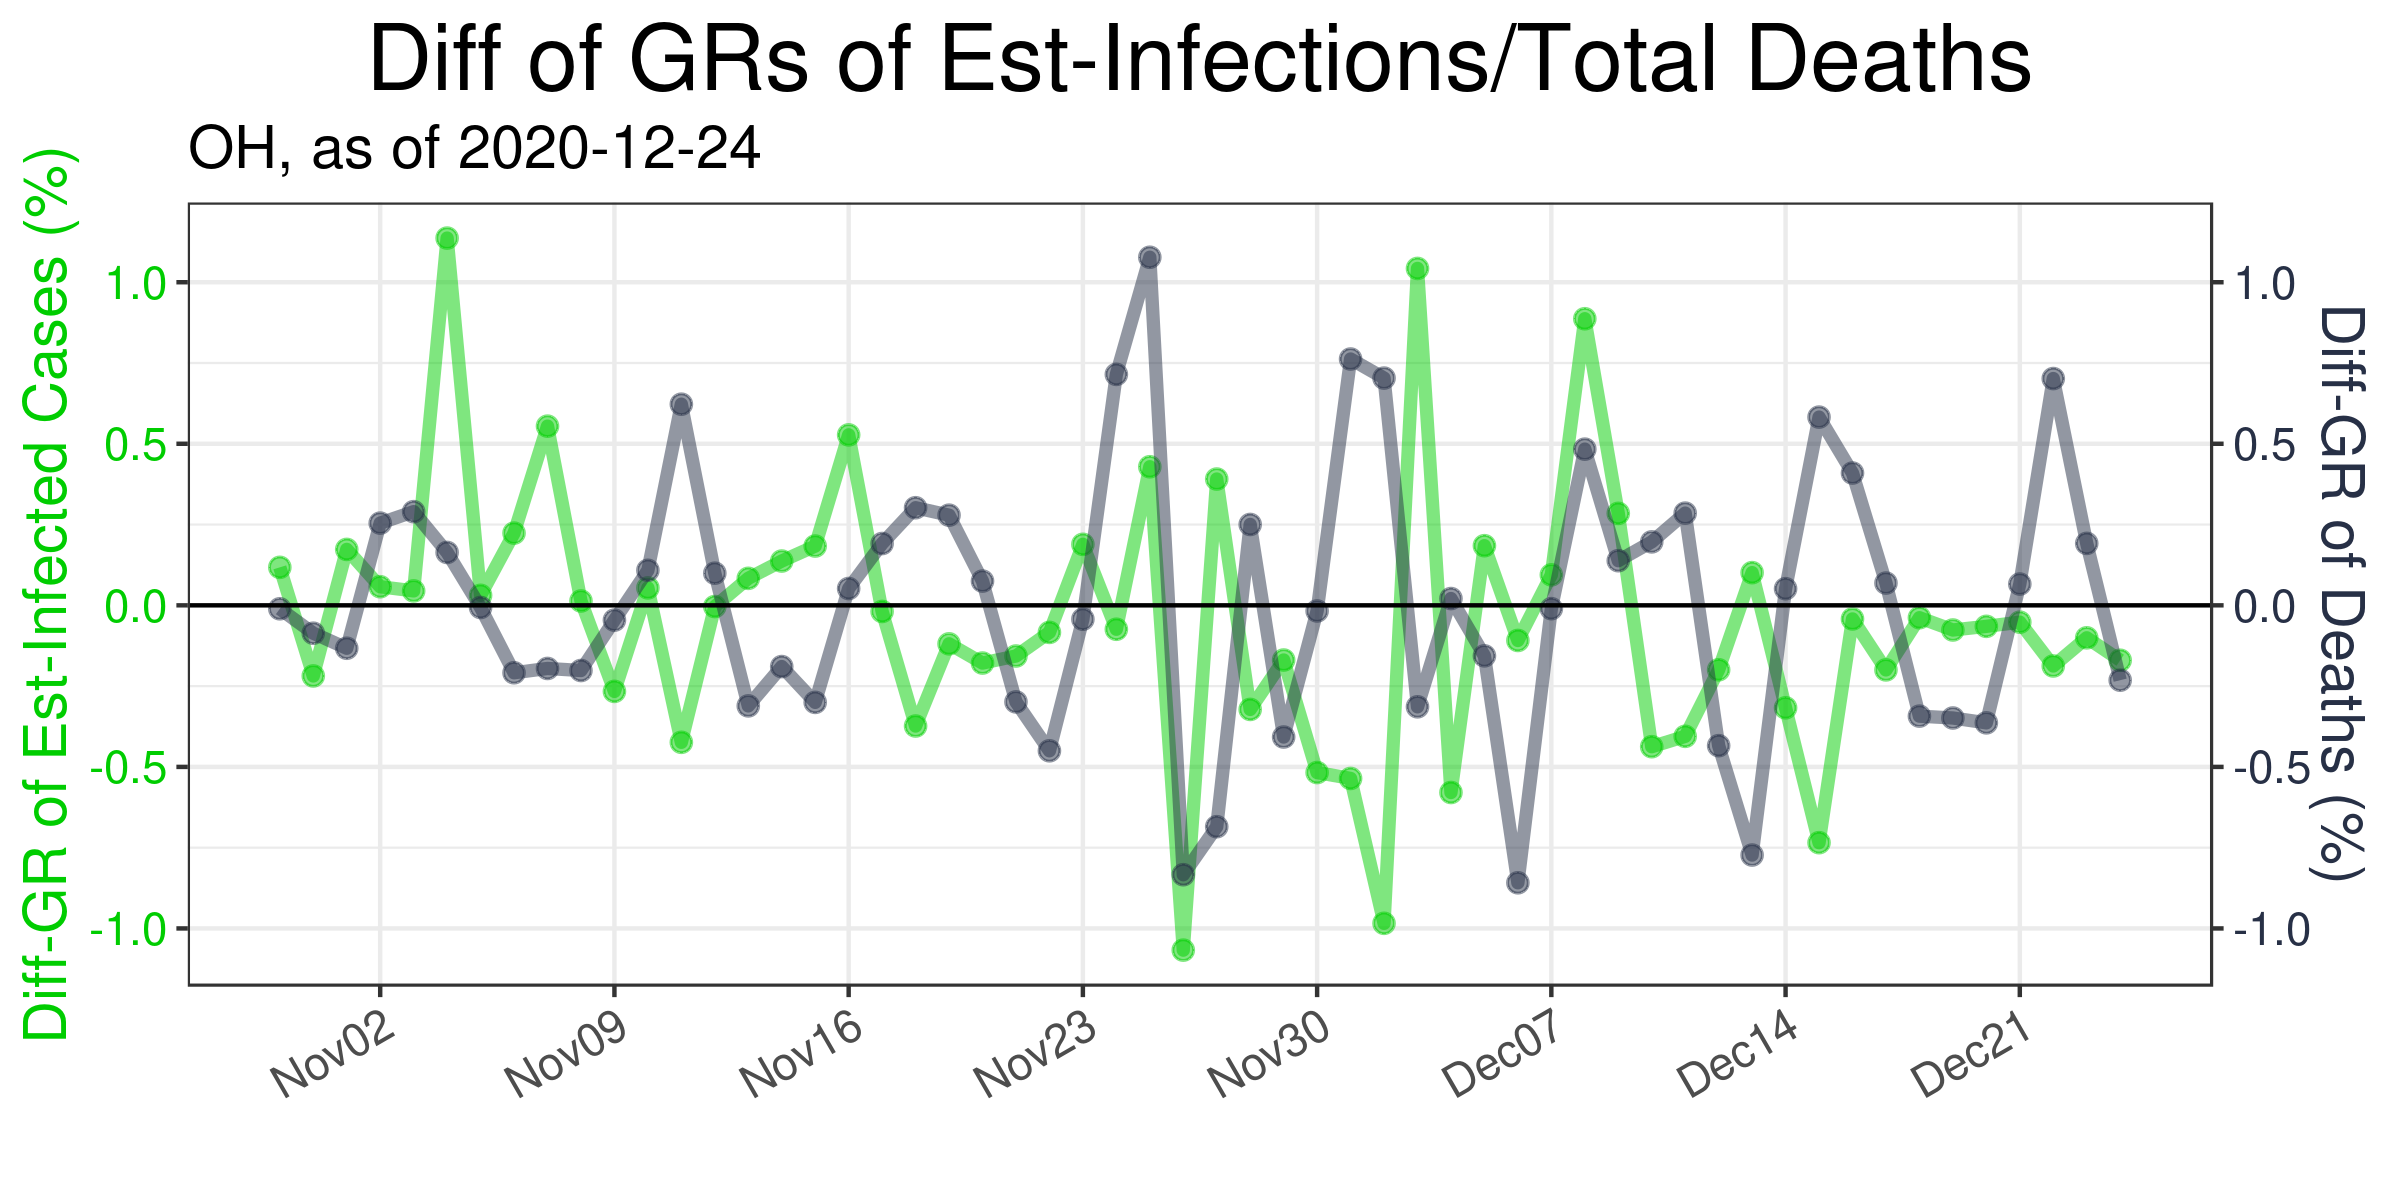 Diff of GRs of Est-Infections/Total Deaths
OH, as of 2020-12-24
Diff-GR of Est-Infected Cases (%)
1.0
0.5
0.0
-0.5
-1.0
1.0
0.5
0.0
-0.5
-1.0
Diff-GR of Deaths (%)
Nov02
Nov09
Nov16
Nov23
Nov30
Dec07
Dec14
Dec21